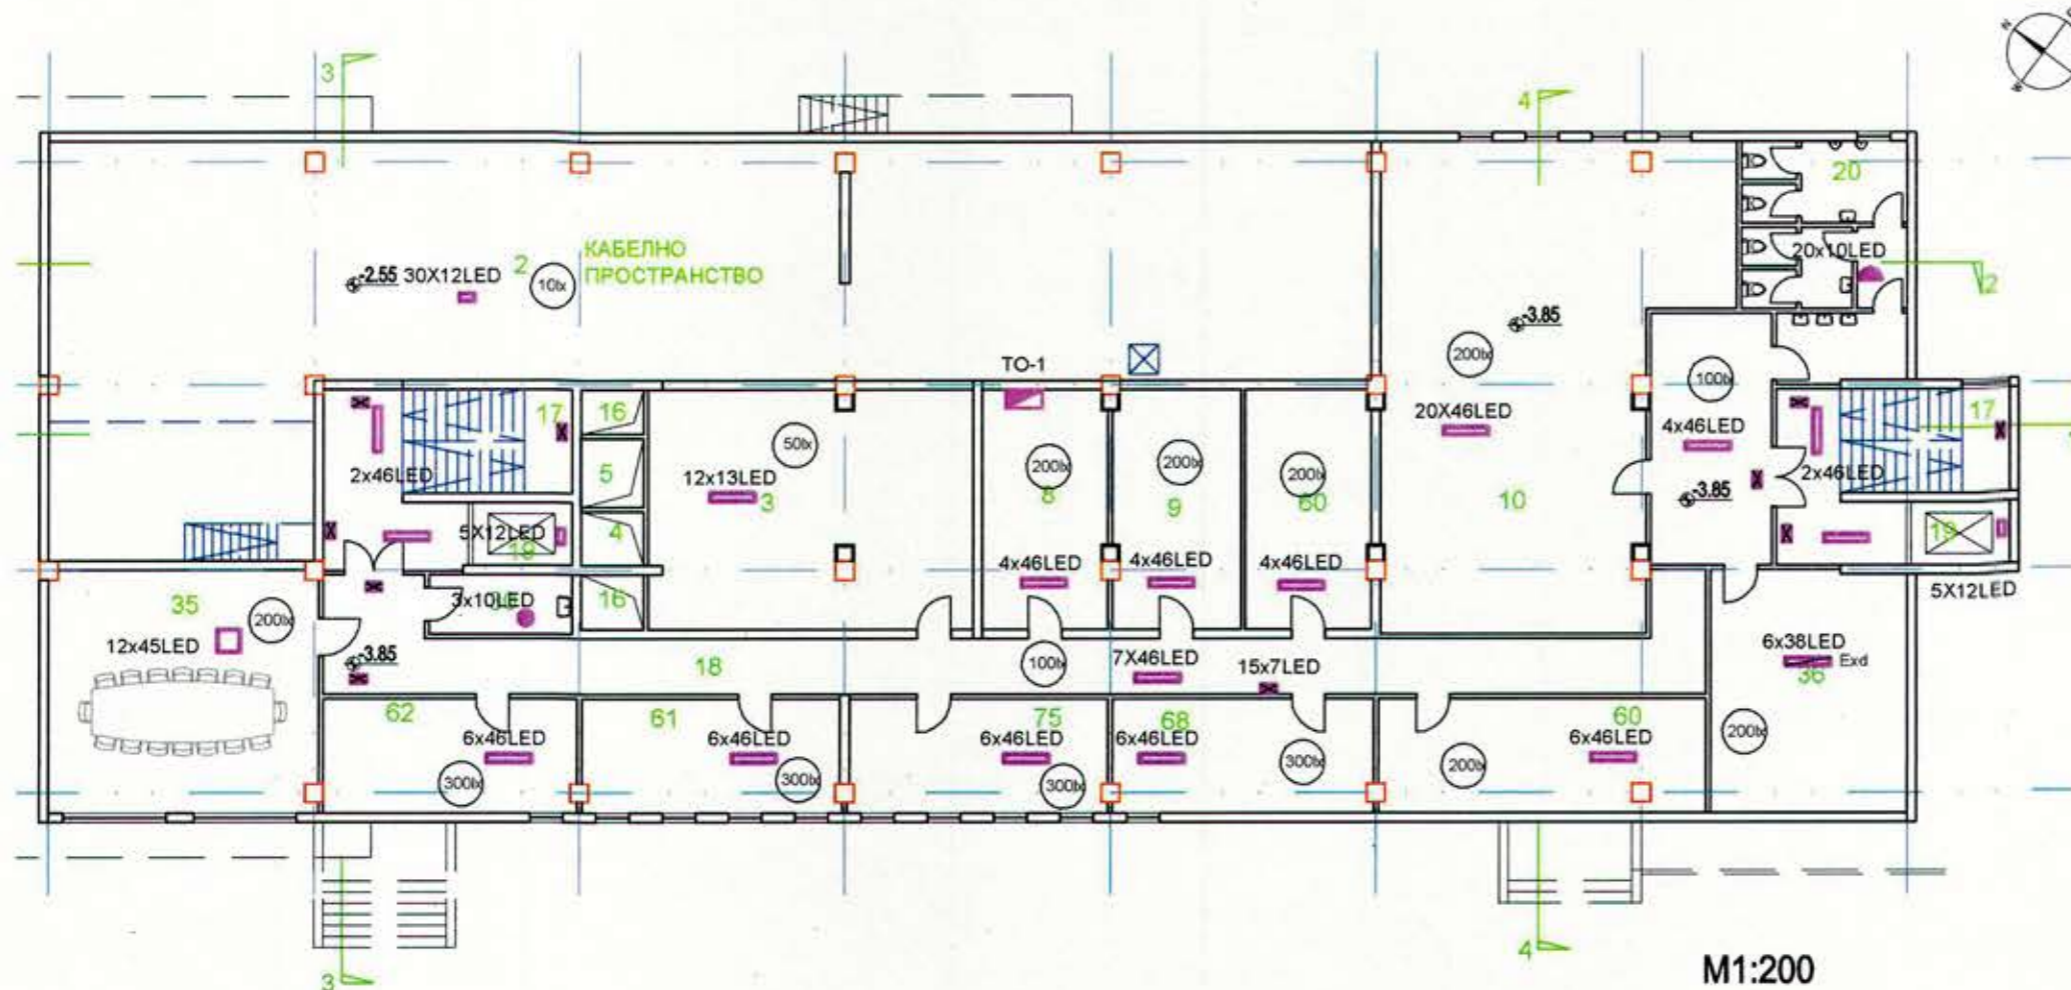 3
4
N
20
КАБЕЛНО
ПРОСТРАНСТВО
2
-2.55 30X12LED
10lx
20x10LED
2
-3.85
TO-1
200lx
100lx
16
17
20X46LED
4x46LED
17
50lx
200lx
200lx
200lx
2x46LED
5
12x13LED
3
8
9
60
10
2x46LED
-3.85
5X12LED
19
4
19
4x46LED
4x46LED
4x46LED
3x10LED
16
5X12LED
35
200lx
12x45LED
-3.85
18
100lx
7X46LED
15x7LED
6x38LED
Exd
36
62
61
75
68
60
6x46LED
6x46LED
6x46LED
6x46LED
6x46LED
200lx
300lx
300lx
300lx
300lx
200lx
3
4
M1:200